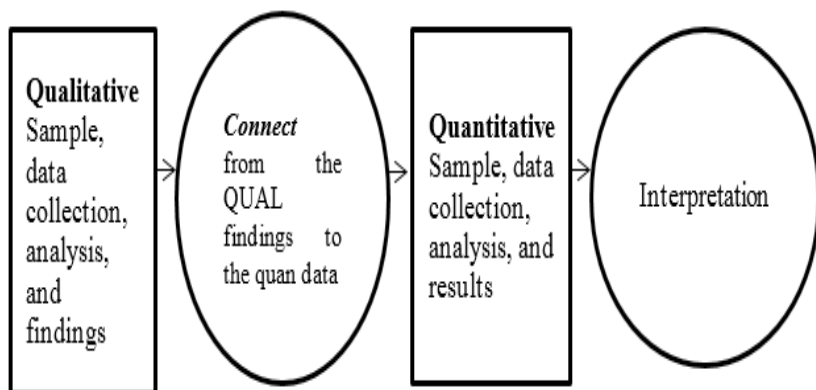 Qualitative
Sample,
data
collection,
analysis,
and
findings
Connect
from the
QUAL
findings to
the quan data
Quantitative
Sample, data
collection,
analysis, and
results
Interpretation